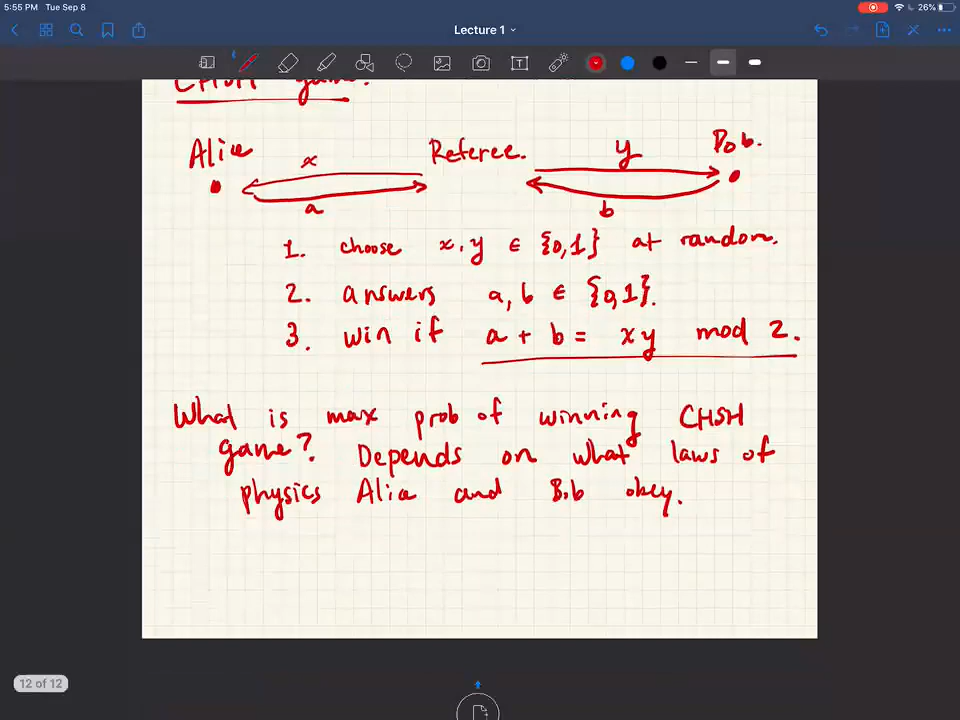 5:55 PM Tue Sep 8
26%
Lecture 1
CHSH game:
Alice x Referee. y Bob.
a b
1. choose x, y ∈ {0,1} at random.
2. answers a, b ∈ {0,1}.
3. win if a + b = xy mod 2.
What is max prob of winning CHSH
game? Depends on what laws of
physics Alice and Bob obey.
12 of 12